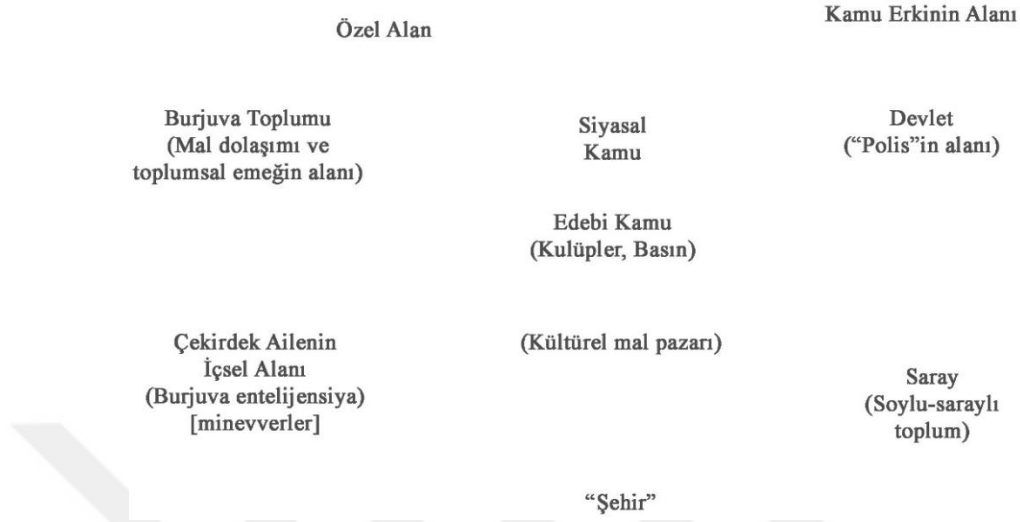 Özel Alan
Kamu Erkinin Alanı
Burjuva Toplumu
(Mal dolaşımı ve
toplumsal emeğin alanı)
Siyasal
Kamu
Devlet
(“Polis”in alanı)
Edebi Kamu
(Kulüpler, Basın)
Çekirdek Ailenin
İçsel Alanı
(Burjuva entelijensiya)
[minevverler]
(Kültürel mal pazarı)
Saray
(Soylu-saraylı
toplum)
“Şehir”